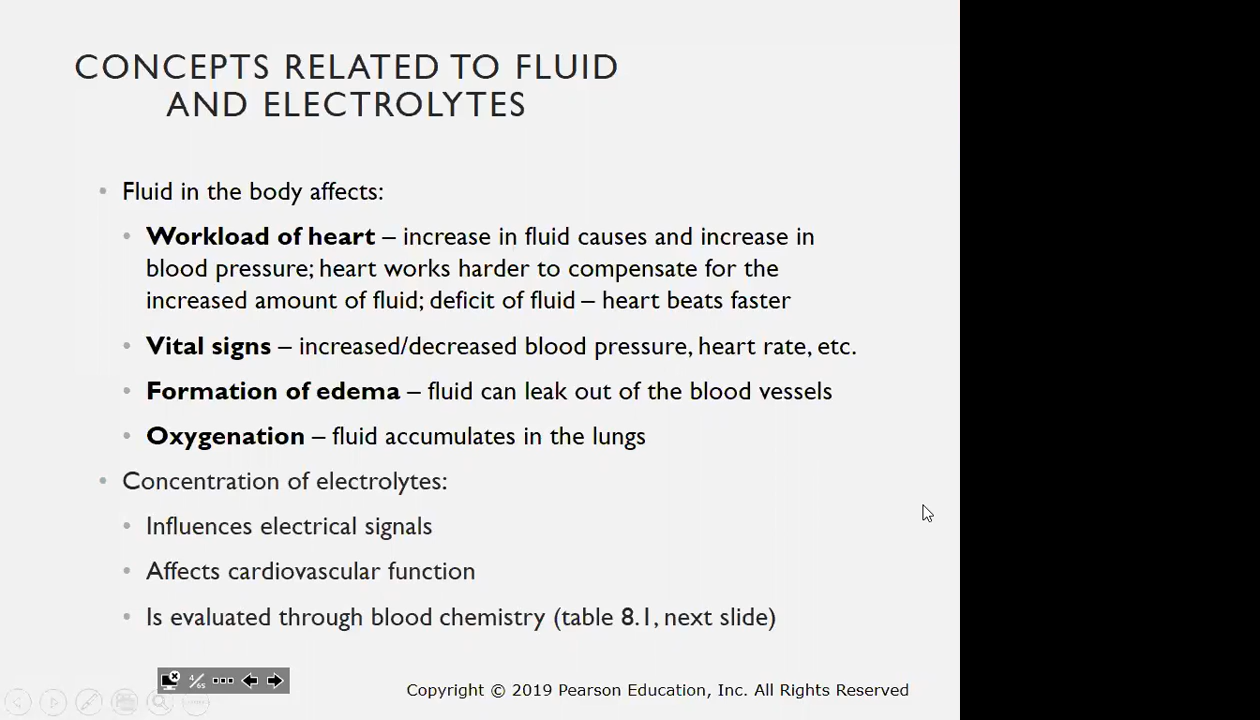 CONCEPTS RELATED TO FLUID
AND ELECTROLYTES
• Fluid in the body affects:
• Workload of heart – increase in fluid causes and increase in
blood pressure; heart works harder to compensate for the
increased amount of fluid; deficit of fluid – heart beats faster
• Vital signs – increased/decreased blood pressure, heart rate, etc.
• Formation of edema – fluid can leak out of the blood vessels
• Oxygenation – fluid accumulates in the lungs
• Concentration of electrolytes:
• Influences electrical signals
• Affects cardiovascular function
• Is evaluated through blood chemistry (table 8.1, next slide)
4/65
Copyright © 2019 Pearson Education, Inc. All Rights Reserved